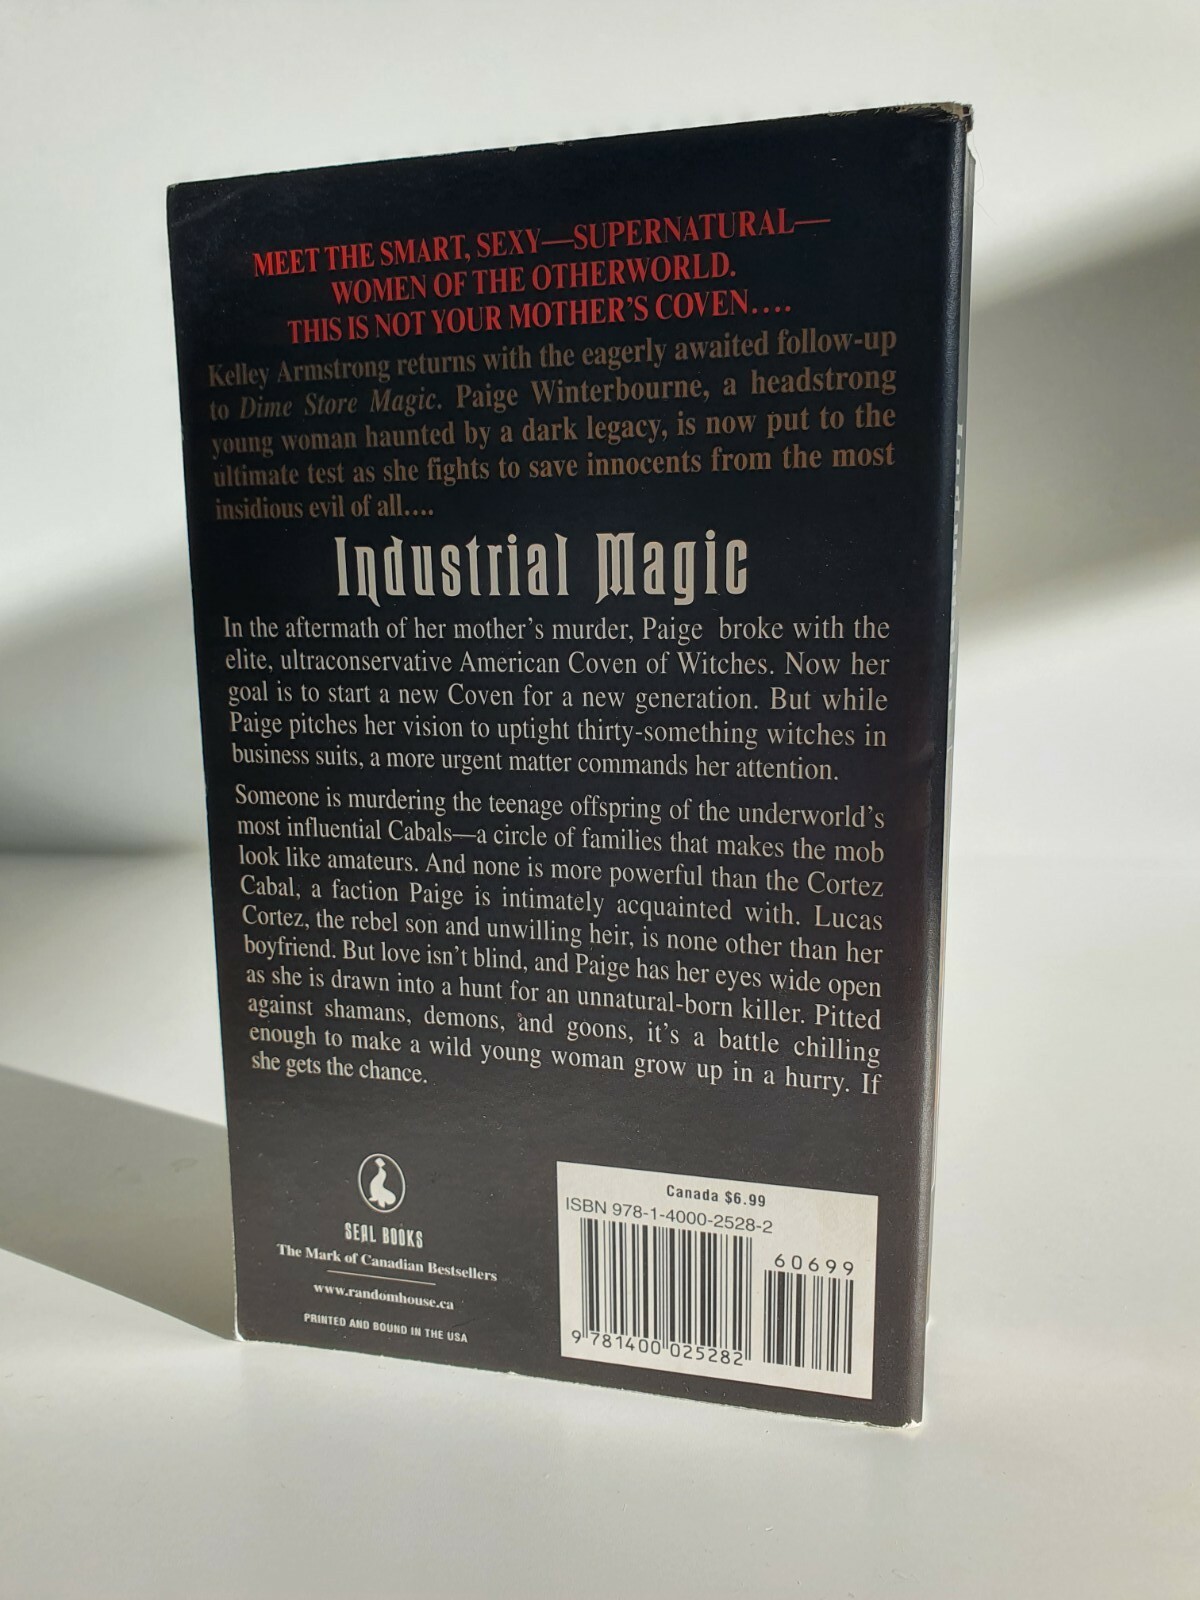 MEET THE SMART, SEXY—SUPERNATURAL—
WOMEN OF THE OTHERWORLD.
THIS IS NOT YOUR MOTHER'S COVEN....
Kelley Armstrong returns with the eagerly awaited follow-up
to Dime Store Magic. Paige Winterbourne, a headstrong
young woman haunted by a dark legacy, is now put to the
ultimate test as she fights to save innocents from the most
insidious evil of all....
Industrial Magic
In the aftermath of her mother's murder, Paige broke with the
elite, ultraconservative American Coven of Witches. Now her
goal is to start a new Coven for a new generation. But while
Paige pitches her vision to uptight thirty-something witches in
business suits, a more urgent matter commands her attention.
Someone is murdering the teenage offspring of the underworld's
most influential Cabals—a circle of families that makes the mob
look like amateurs. And none is more powerful than the Cortez
Cabal, a faction Paige is intimately acquainted with. Lucas
Cortez, the rebel son and unwilling heir, is none other than her
boyfriend. But love isn't blind, and Paige has her eyes wide open
as she is drawn into a hunt for an unnatural-born killer. Pitted
against shamans, demons, and goons, it's a battle chilling
enough to make a wild young woman grow up in a hurry. If
she gets the chance.
SEAL BOOKS
The Mark of Canadian Bestsellers
www.randomhouse.ca
PRINTED AND BOUND IN THE USA
Canada $6.99
ISBN 978-1-4000-2528-2
60699
9 781400 025282